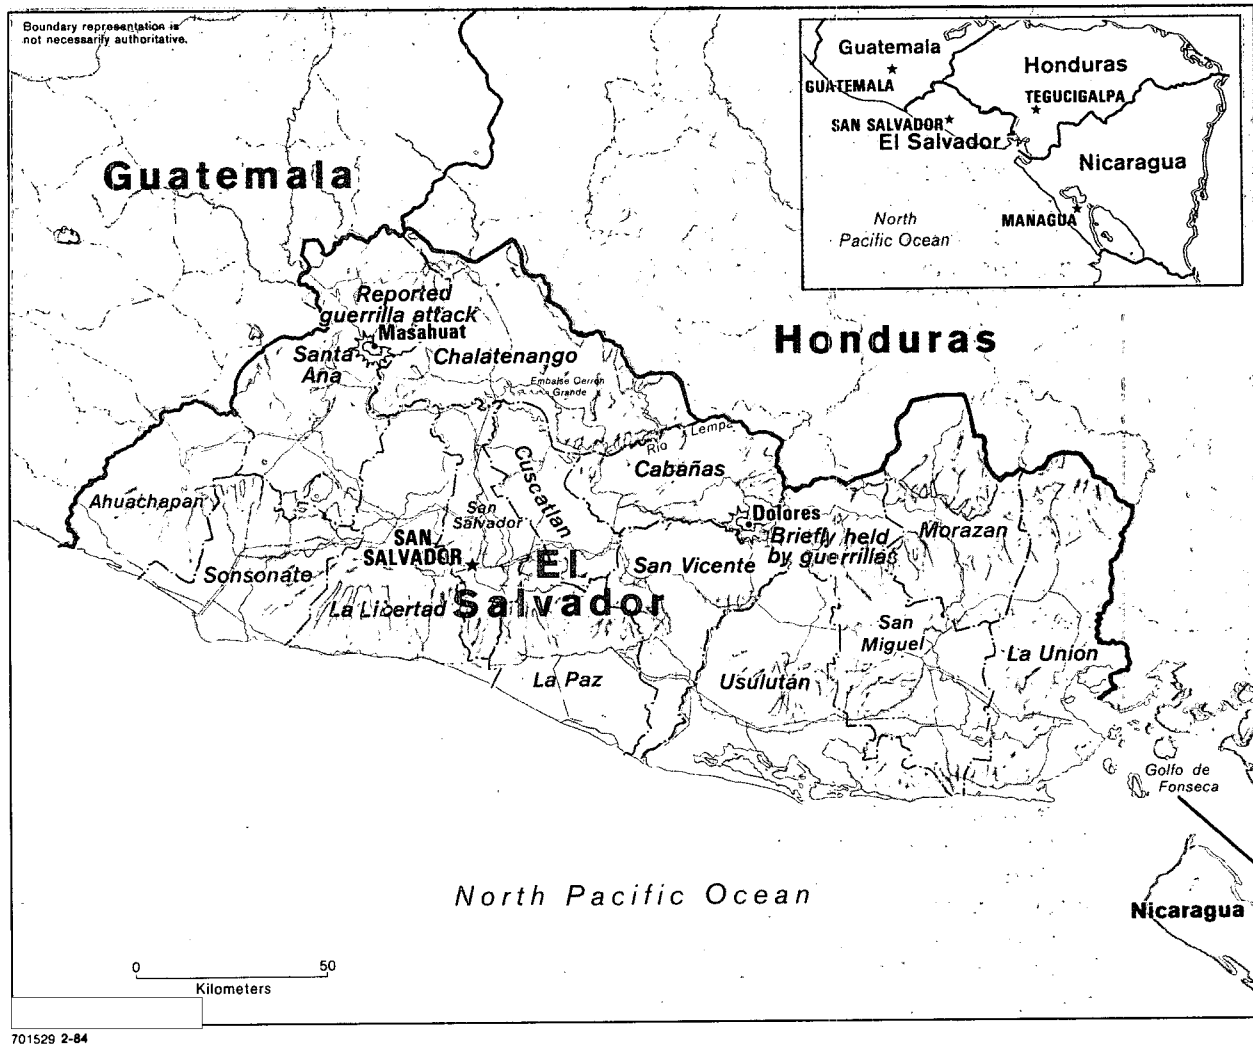 Boundary representation is
not necessarily authoritative.
Guatemala
GUATEMALA
Honduras
TEGUCIGALPA
SAN SALVADOR
El Salvador
Nicaragua
MANAGUA
North
Pacific Ocean
Guatemala
Honduras
Reported
guerrilla attack
Masahuat
Santa
Ana
Chalatenango
Embalse Cerron
Grande
Rio Lempa
Cabañas
Cuscatlan
Ahuachapan
San
Salvador
SAN
SALVADOR
Dolores
Briefly held
by guerrillas
Morazan
Sonsonate
El
Salvador
San Vicente
La Licertad
San
Miguel
La Union
La Paz
Usulután
Golfo de
Fonseca
North Pacific Ocean
Nicaragua
0 50
Kilometers
701529 2-84